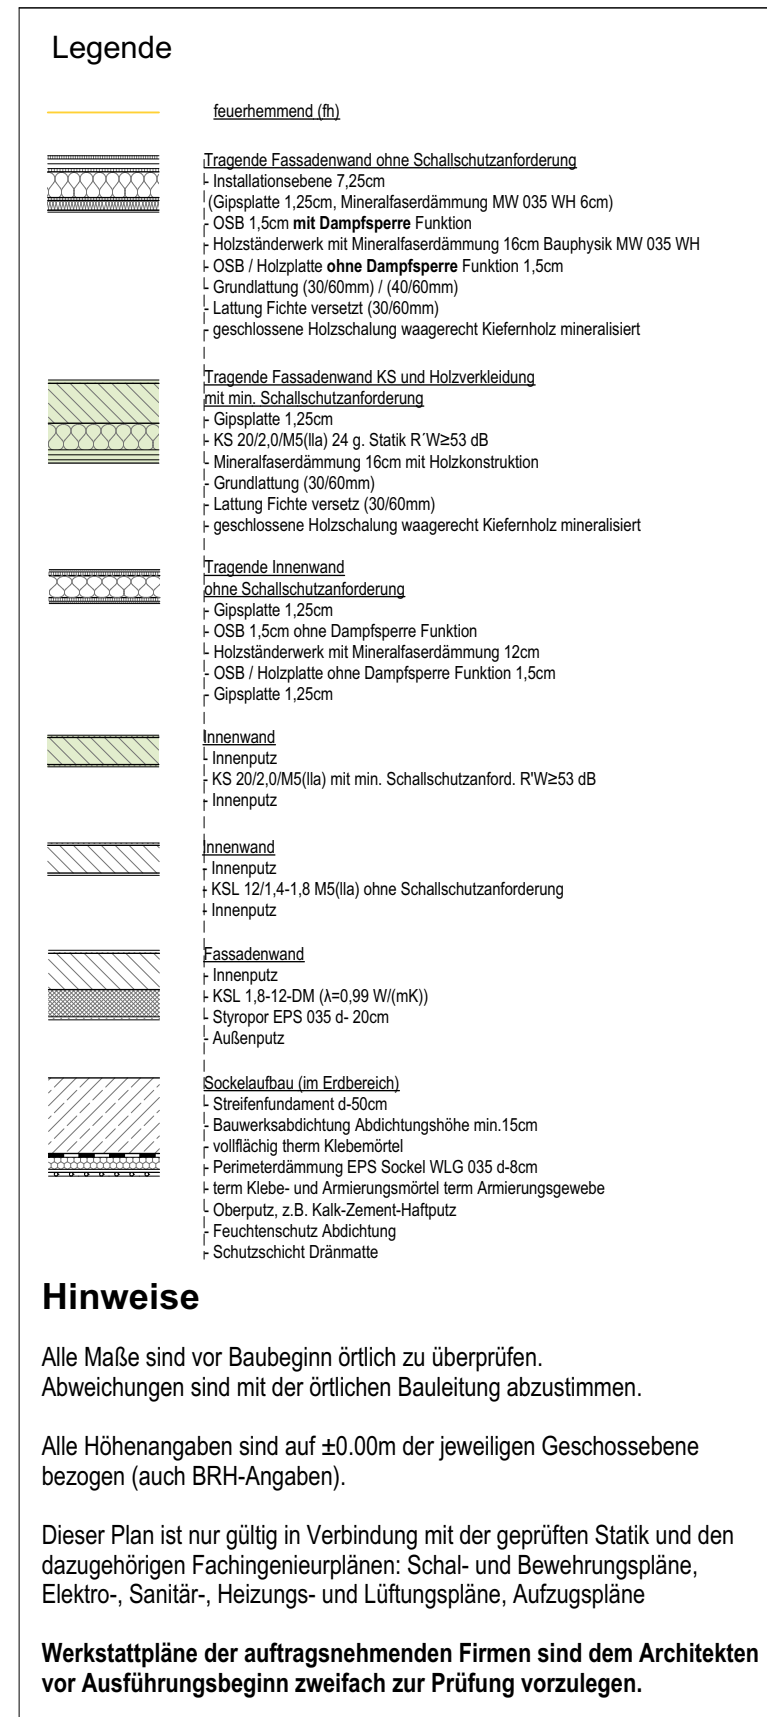 Legende
feuerhemmend (fh)
Tragende Fassadenwand ohne Schallschutzanforderung
- Installationsebene 7,25cm
(Gipsplatte 1,25cm, Mineralfaserdämmung MW 035 WH 6cm)
- OSB 1,5cm mit Dampfsperre Funktion
- Holzständerwerk mit Mineralfaserdämmung 16cm Bauphysik MW 035 WH
- OSB / Holzplatte ohne Dampfsperre Funktion 1,5cm
- Grundlattung (30/60mm) / (40/60mm)
- Lattung Fichte versetzt (30/60mm)
- geschlossene Holzschalung waagerecht Kiefernholz mineralisiert
Tragende Fassadenwand KS und Holzverkleidung
mit min. Schallschutzanforderung
- Gipsplatte 1,25cm
- KS 20/2,0/M5(lla) 24 g. Statik R´W≥53 dB
- Mineralfaserdämmung 16cm mit Holzkonstruktion
- Grundlattung (30/60mm)
- Lattung Fichte versetz (30/60mm)
- geschlossene Holzschalung waagerecht Kiefernholz mineralisiert
Tragende Innenwand
ohne Schallschutzanforderung
- Gipsplatte 1,25cm
- OSB 1,5cm ohne Dampfsperre Funktion
- Holzständerwerk mit Mineralfaserdämmung 12cm
- OSB / Holzplatte ohne Dampfsperre Funktion 1,5cm
- Gipsplatte 1,25cm
Innenwand
- Innenputz
- KS 20/2,0/M5(lla) mit min. Schallschutzanford. R'W≥53 dB
- Innenputz
Innenwand
- Innenputz
- KSL 12/1,4-1,8 M5(lla) ohne Schallschutzanforderung
- Innenputz
Fassadenwand
- Innenputz
- KSL 1,8-12-DM (λ=0,99 W/(mK))
- Styropor EPS 035 d- 20cm
- Außenputz
Sockelaufbau (im Erdbereich)
- Streifenfundament d-50cm
- Bauwerksabdichtung Abdichtungshöhe min.15cm
- vollflächig therm Klebemörtel
- Perimeterdämmung EPS Sockel WLG 035 d-8cm
- term Klebe- und Armierungsmörtel term Armierungsgewebe
- Oberputz, z.B. Kalk-Zement-Haftputz
- Feuchtenschutz Abdichtung
- Schutzschicht Dränmatte
Hinweise
Alle Maße sind vor Baubeginn örtlich zu überprüfen.
Abweichungen sind mit der örtlichen Bauleitung abzustimmen.
Alle Höhenangaben sind auf ±0.00m der jeweiligen Geschossebene
bezogen (auch BRH-Angaben).
Dieser Plan ist nur gültig in Verbindung mit der geprüften Statik und den
dazugehörigen Fachingenieurplänen: Schal- und Bewehrungspläne,
Elektro-, Sanitär-, Heizungs- und Lüftungspläne, Aufzugspläne
Werkstattpläne der auftragsnehmenden Firmen sind dem Architekten
vor Ausführungsbeginn zweifach zur Prüfung vorzulegen.